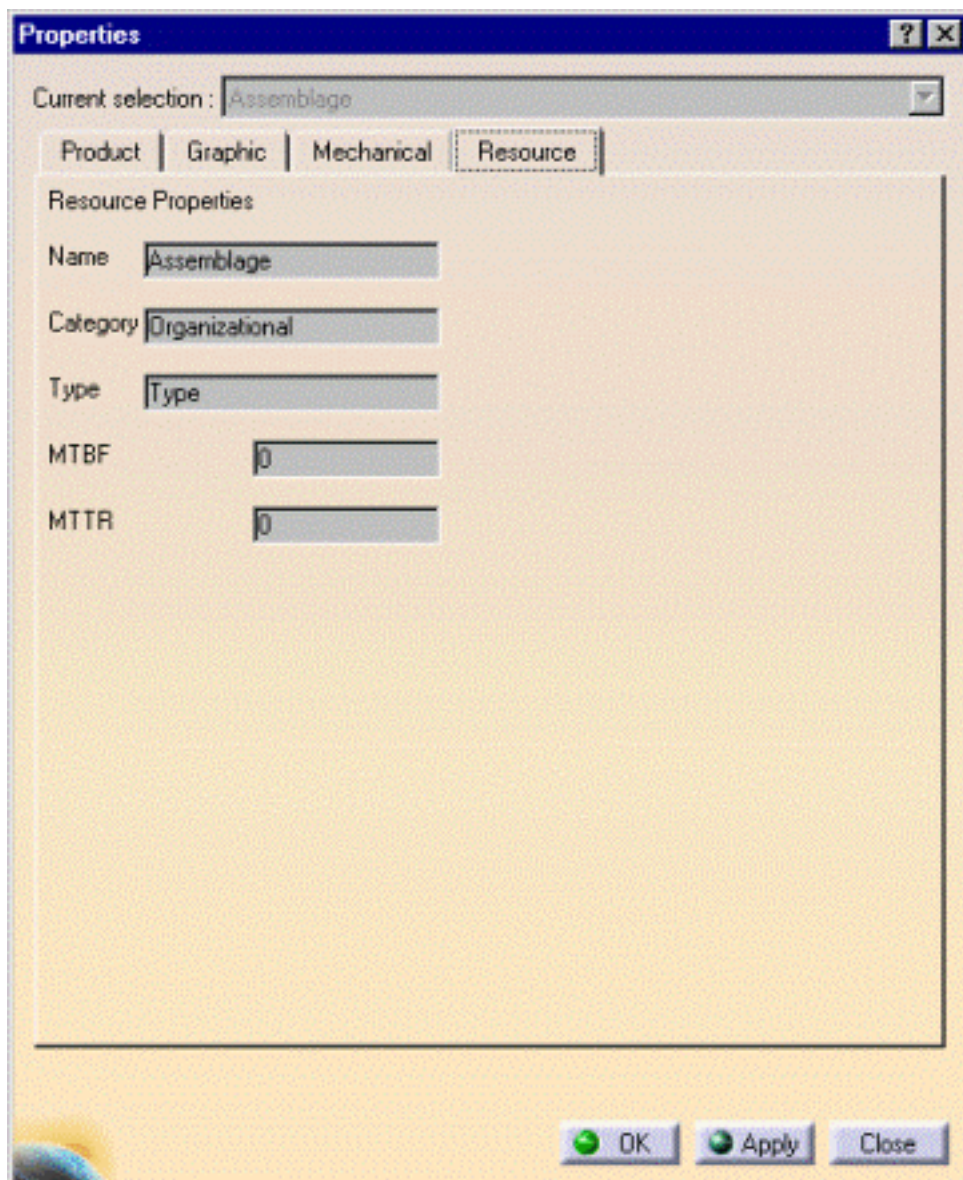 Properties
Current selection : Assemblage
Product Graphic Mechanical Resource
Resource Properties
Name Assemblage
Category Organizational
Type Type
MTBF 0
MTTR 0
OK Apply Close